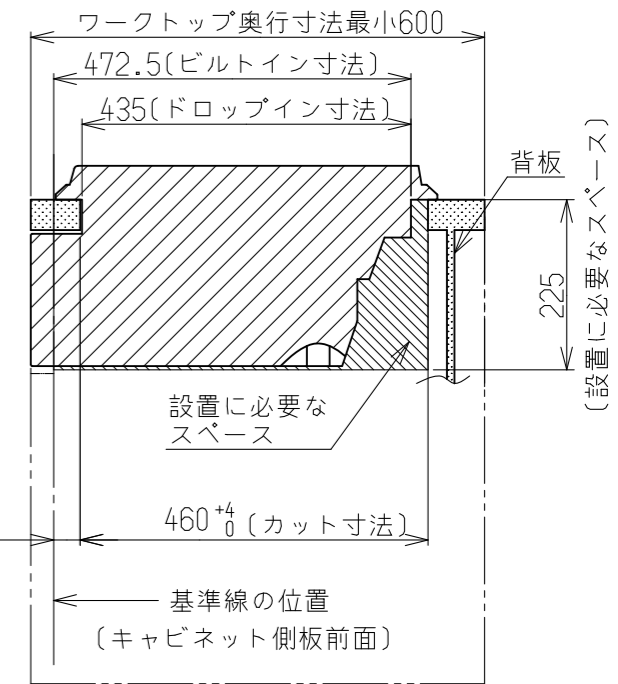 ワークトップ奥行寸法最小600
472.5(ビルトイン寸法)
435(ドロップイン寸法)
背板
225
(設置に必要なスペース)
設置に必要な
スペース
460 +4 0 (カット寸法)
基準線の位置
(キャビネット側板前面)